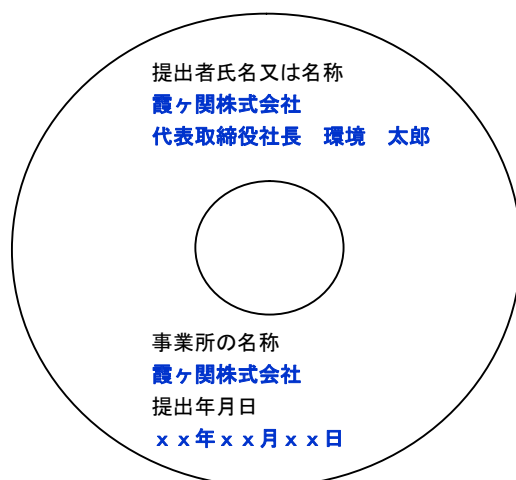 提出者氏名又は名称
霞ヶ関株式会社
代表取締役社長　環境　太郎
事業所の名称
霞ヶ関株式会社
提出年月日
ｘｘ年ｘｘ月ｘｘ日